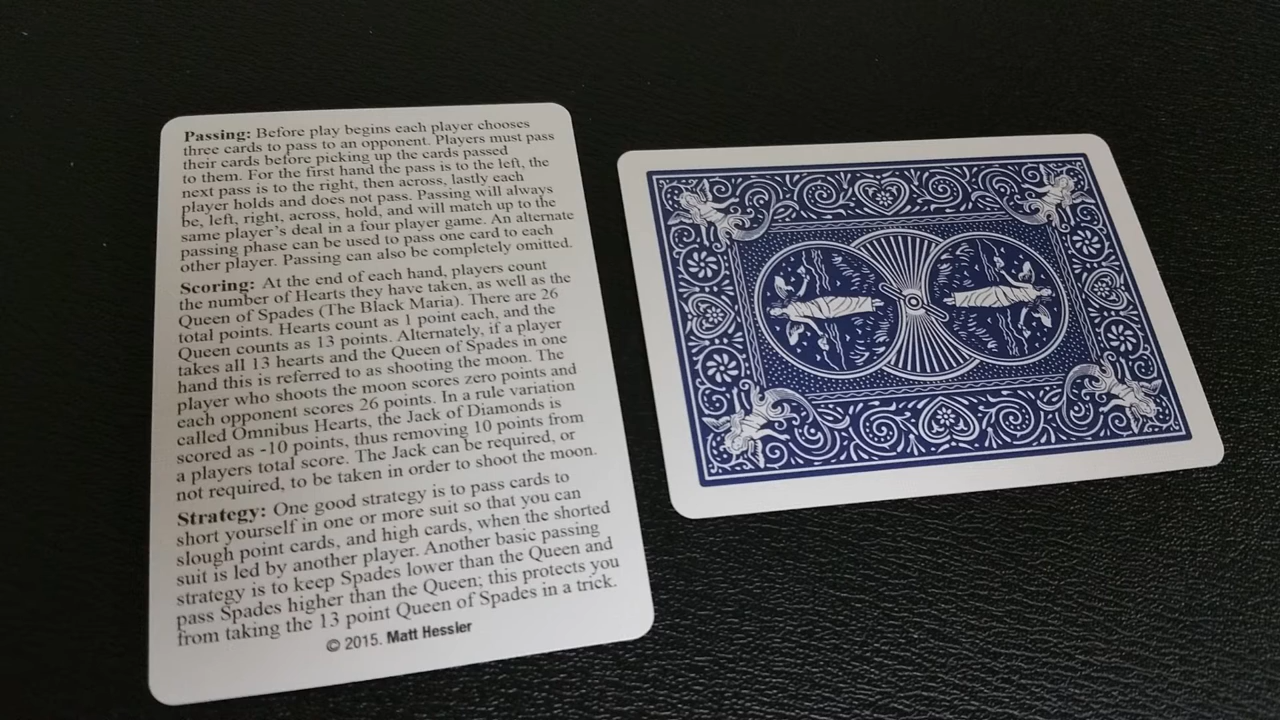 Passing: Before play begins each player chooses
three cards to pass to an opponent. Players must pass
their cards before picking up the cards passed
to them. For the first hand the pass is to the left, the
next pass is to the right, then across, lastly each
player holds and does not pass. Passing will always
be, left, right, across, hold, and will match up to the
same player's deal in a four player game. An alternate
passing phase can be used to pass one card to each
other player. Passing can also be completely omitted.
Scoring: At the end of each hand, players count
the number of Hearts they have taken, as well as the
Queen of Spades (The Black Maria). There are 26
total points. Hearts count as 1 point each, and the
Queen counts as 13 points. Alternately, if a player
takes all 13 hearts and the Queen of Spades in one
hand this is referred to as shooting the moon. The
player who shoots the moon scores zero points and
each opponent scores 26 points. In a rule variation
called Omnibus Hearts, the Jack of Diamonds is
scored as -10 points, thus removing 10 points from
a players total score. The Jack can be required, or
not required, to be taken in order to shoot the moon.
Strategy: One good strategy is to pass cards to
short yourself in one or more suit so that you can
slough point cards, and high cards, when the shorted
suit is led by another player. Another basic passing
strategy is to keep Spades lower than the Queen and
pass Spades higher than the Queen; this protects you
from taking the 13 point Queen of Spades in a trick.
© 2015. Matt Hessler